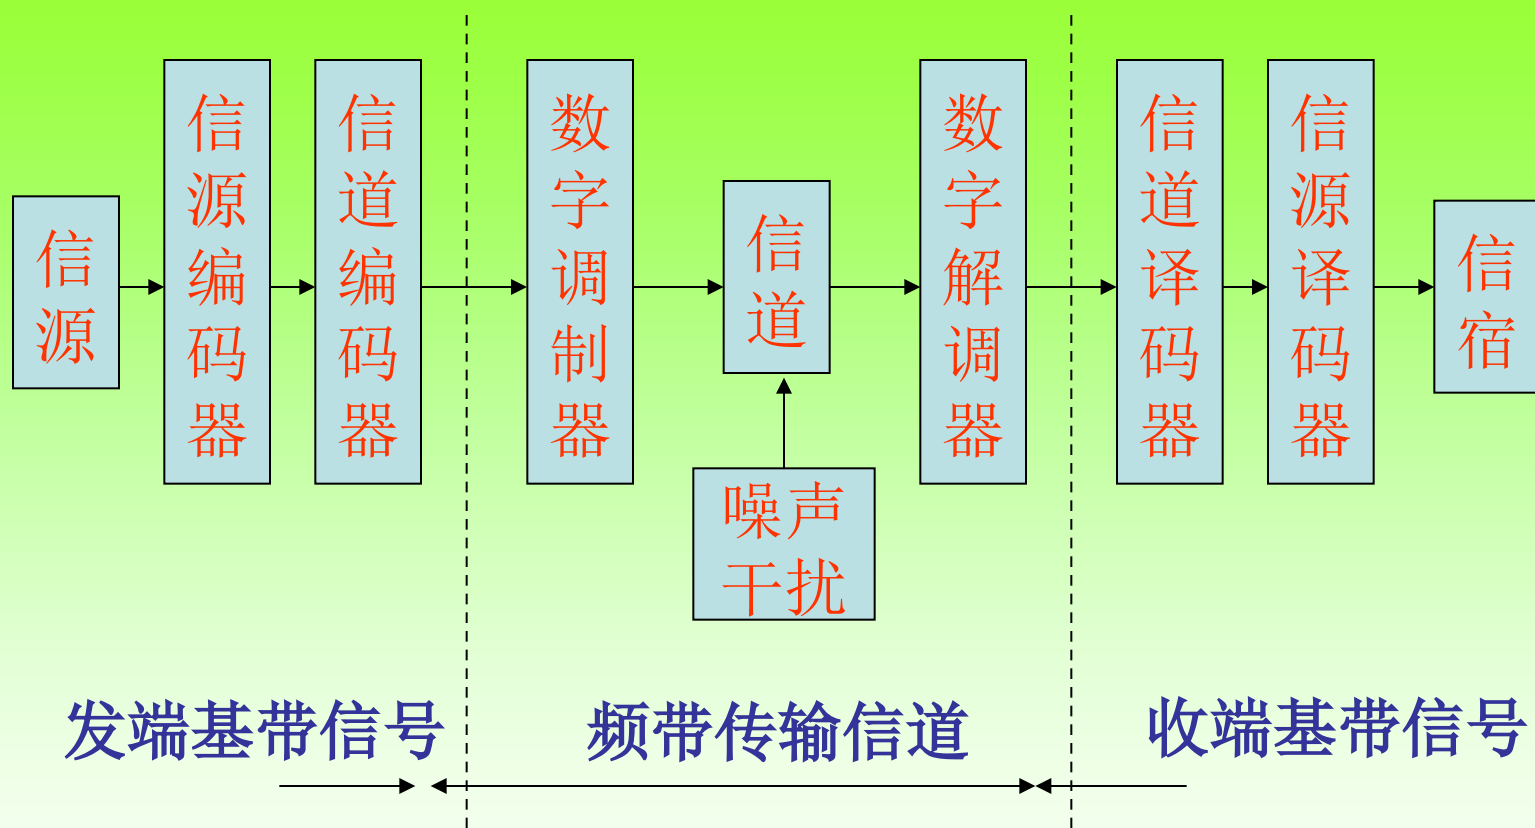 信源
信源编码器
信道编码器
数字调制器
信道
噪声
干扰
数字解调器
信道译码器
信源译码器
信宿
发端基带信号
频带传输信道
收端基带信号